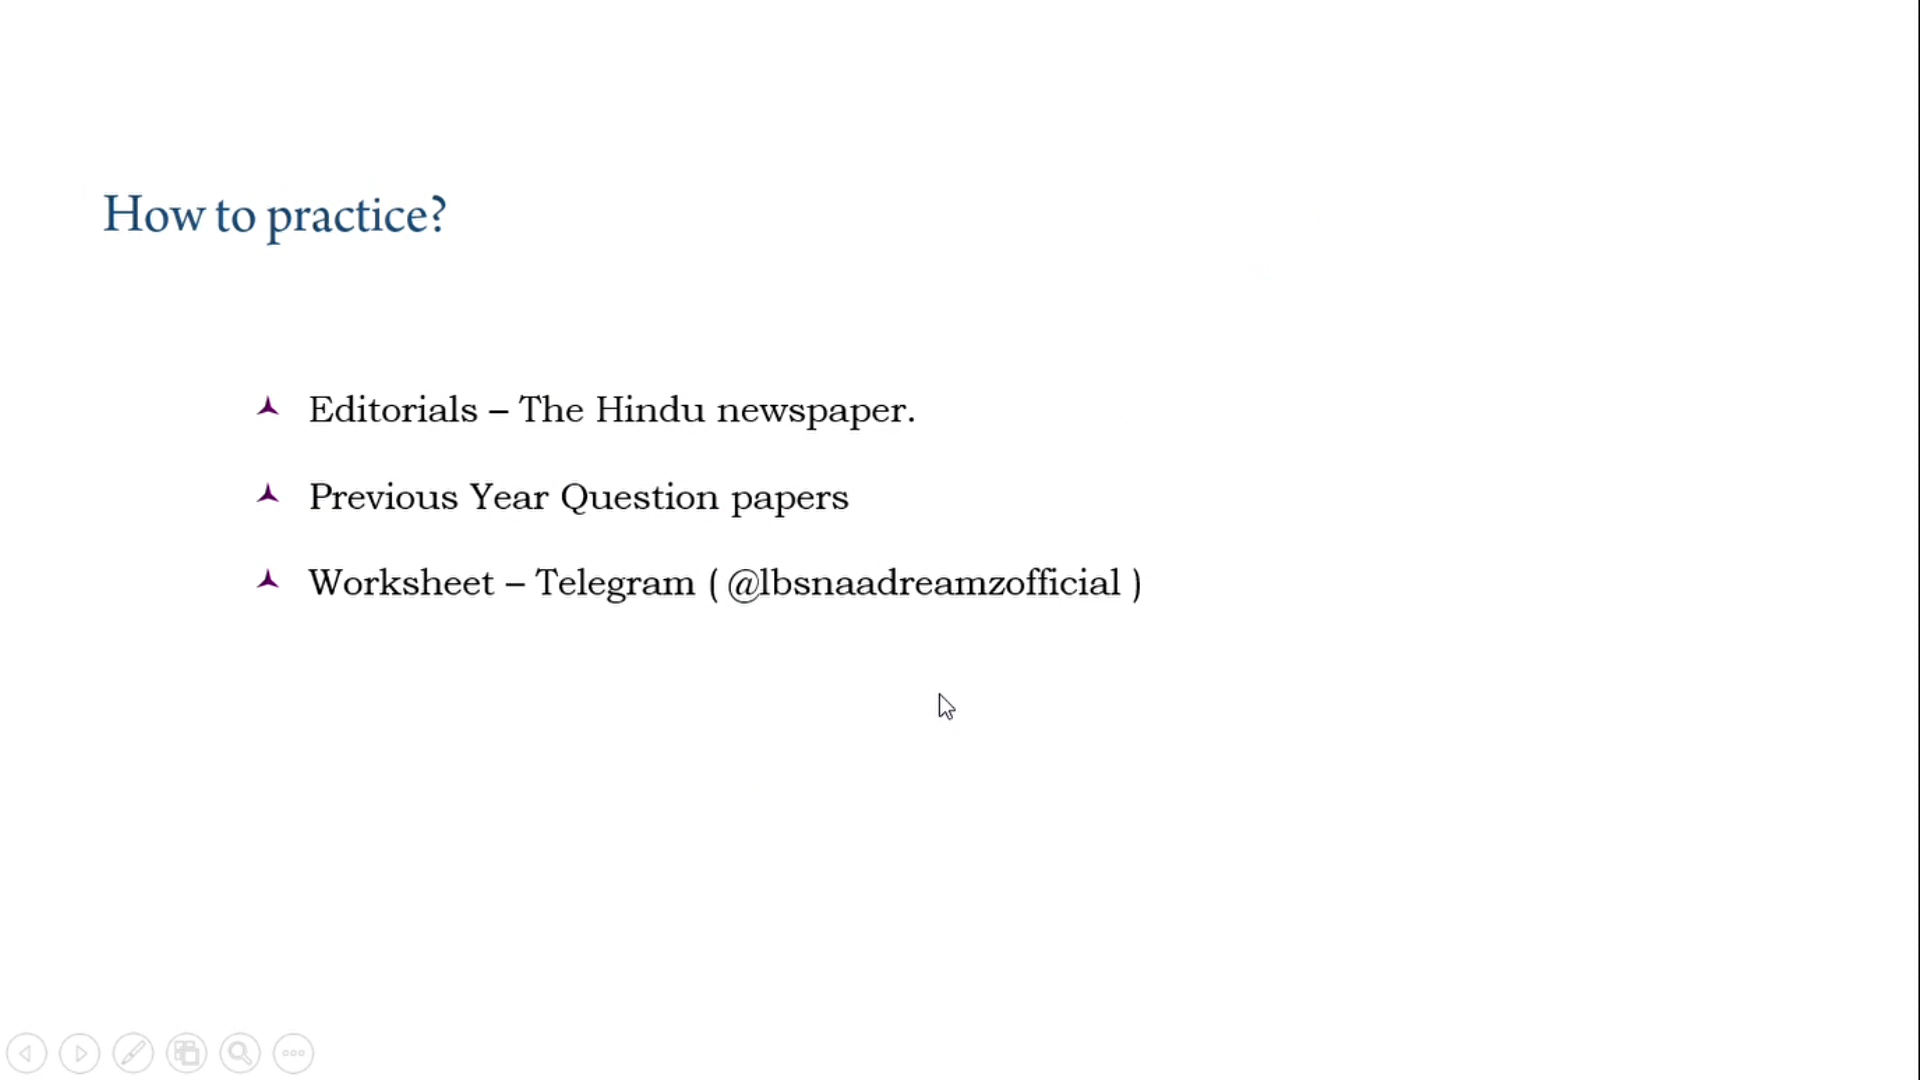 How to practice?
Editorials – The Hindu newspaper.
Previous Year Question papers
Worksheet – Telegram ( @lbsnaadreamzofficial )